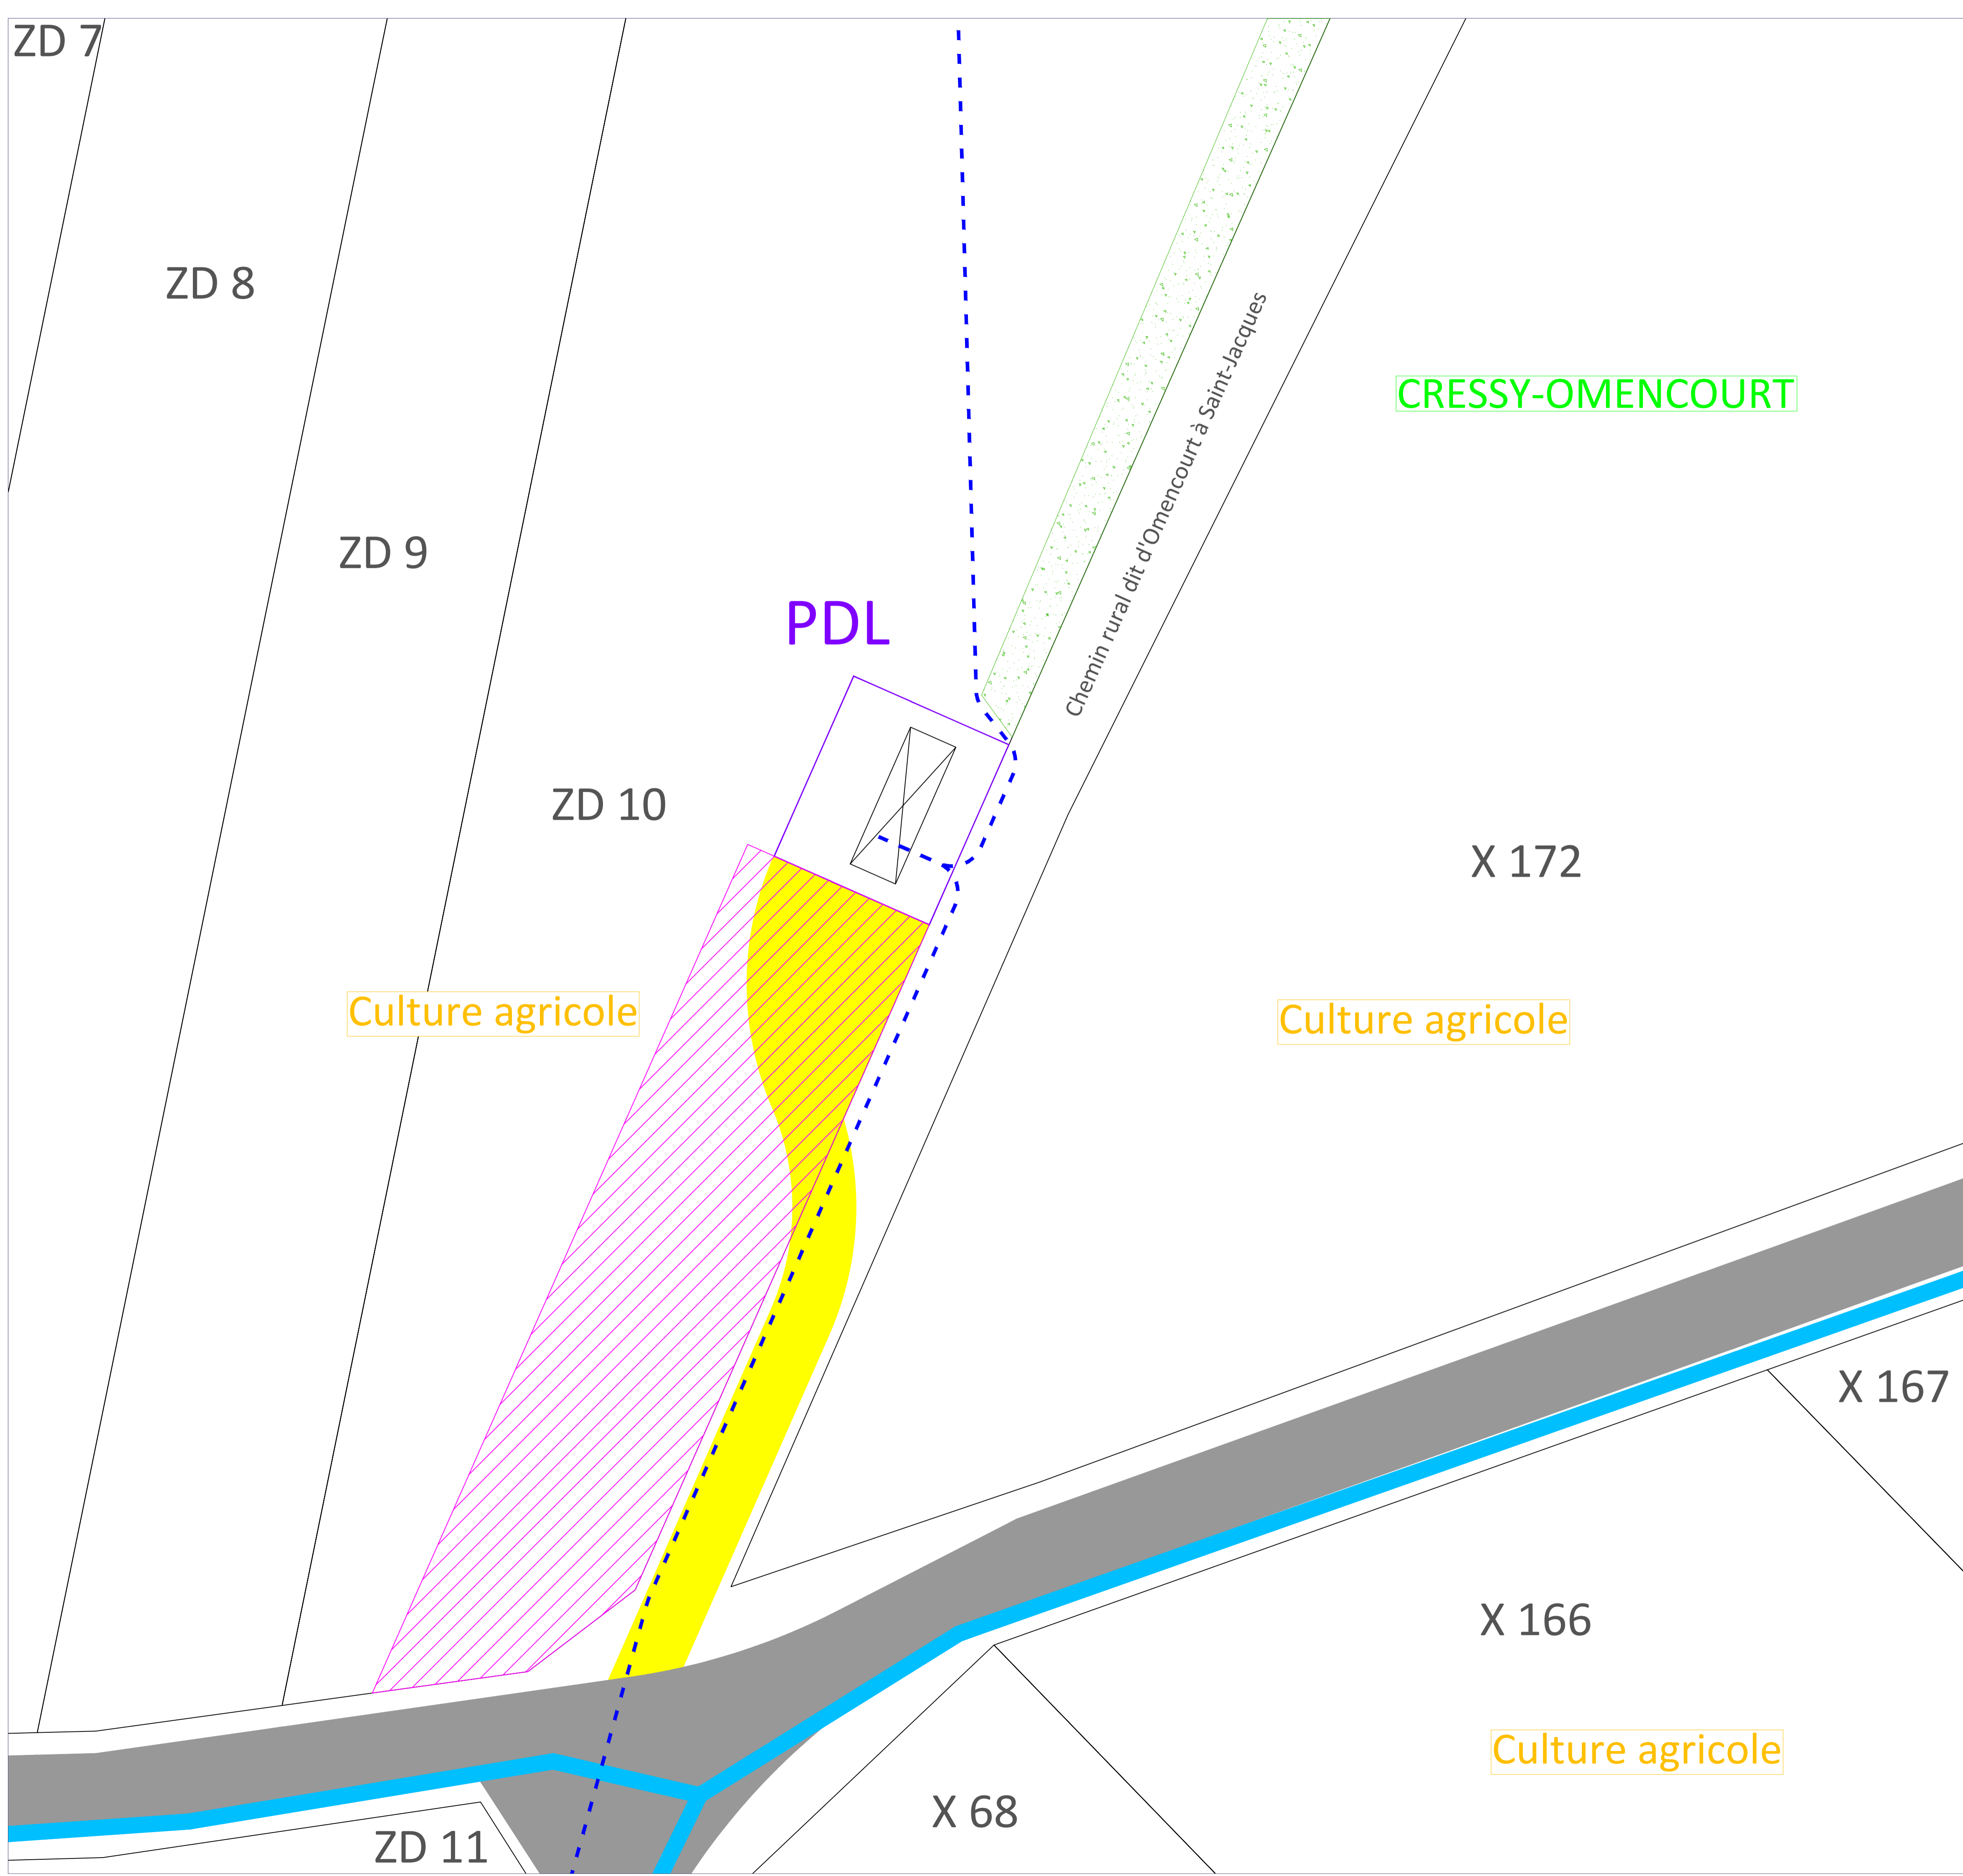 ZD 7
ZD 8
CRESSY-OMENCOURT
Chemin rural dit d'Omencourt à Saint-Jacques
ZD 9
PDL
ZD 10
X 172
Culture agricole
Culture agricole
X 167
X 166
Culture agricole
X 68
ZD 11